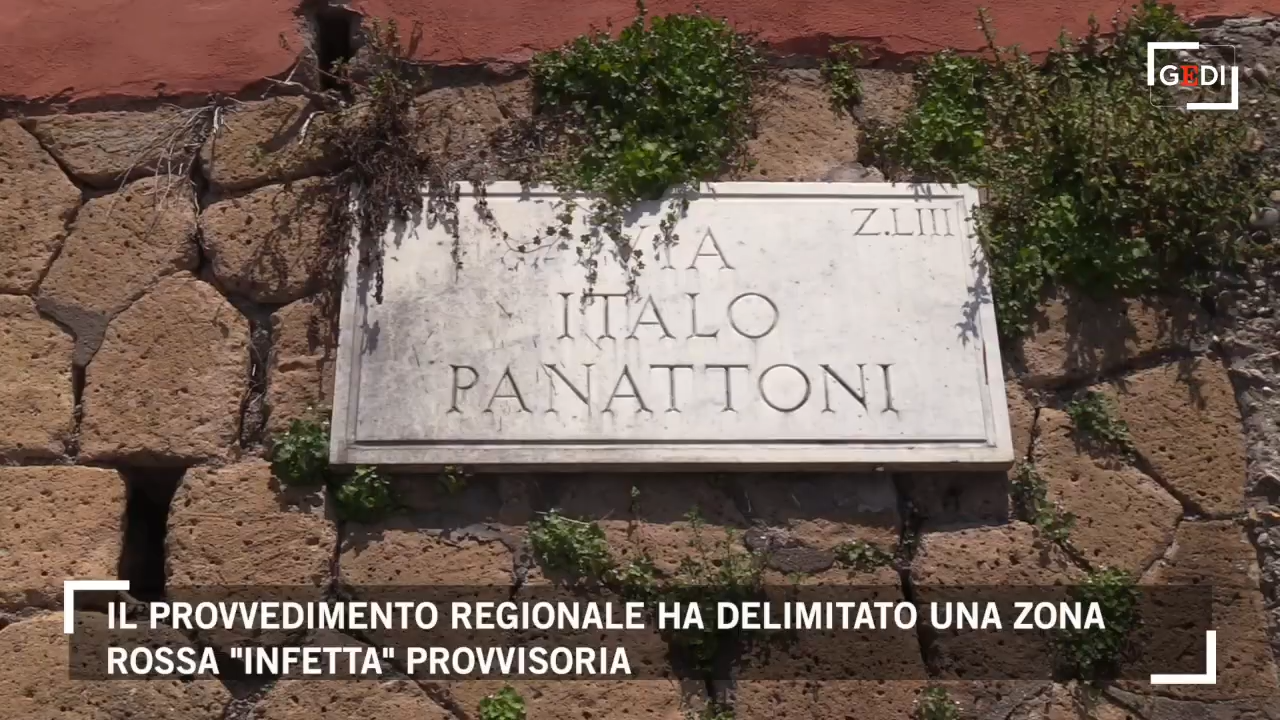 GEDI
Z.LIII
VIA
ITALO
PANATTONI
IL PROVVEDIMENTO REGIONALE HA DELIMITATO UNA ZONA
ROSSA "INFETTA" PROVVISORIA